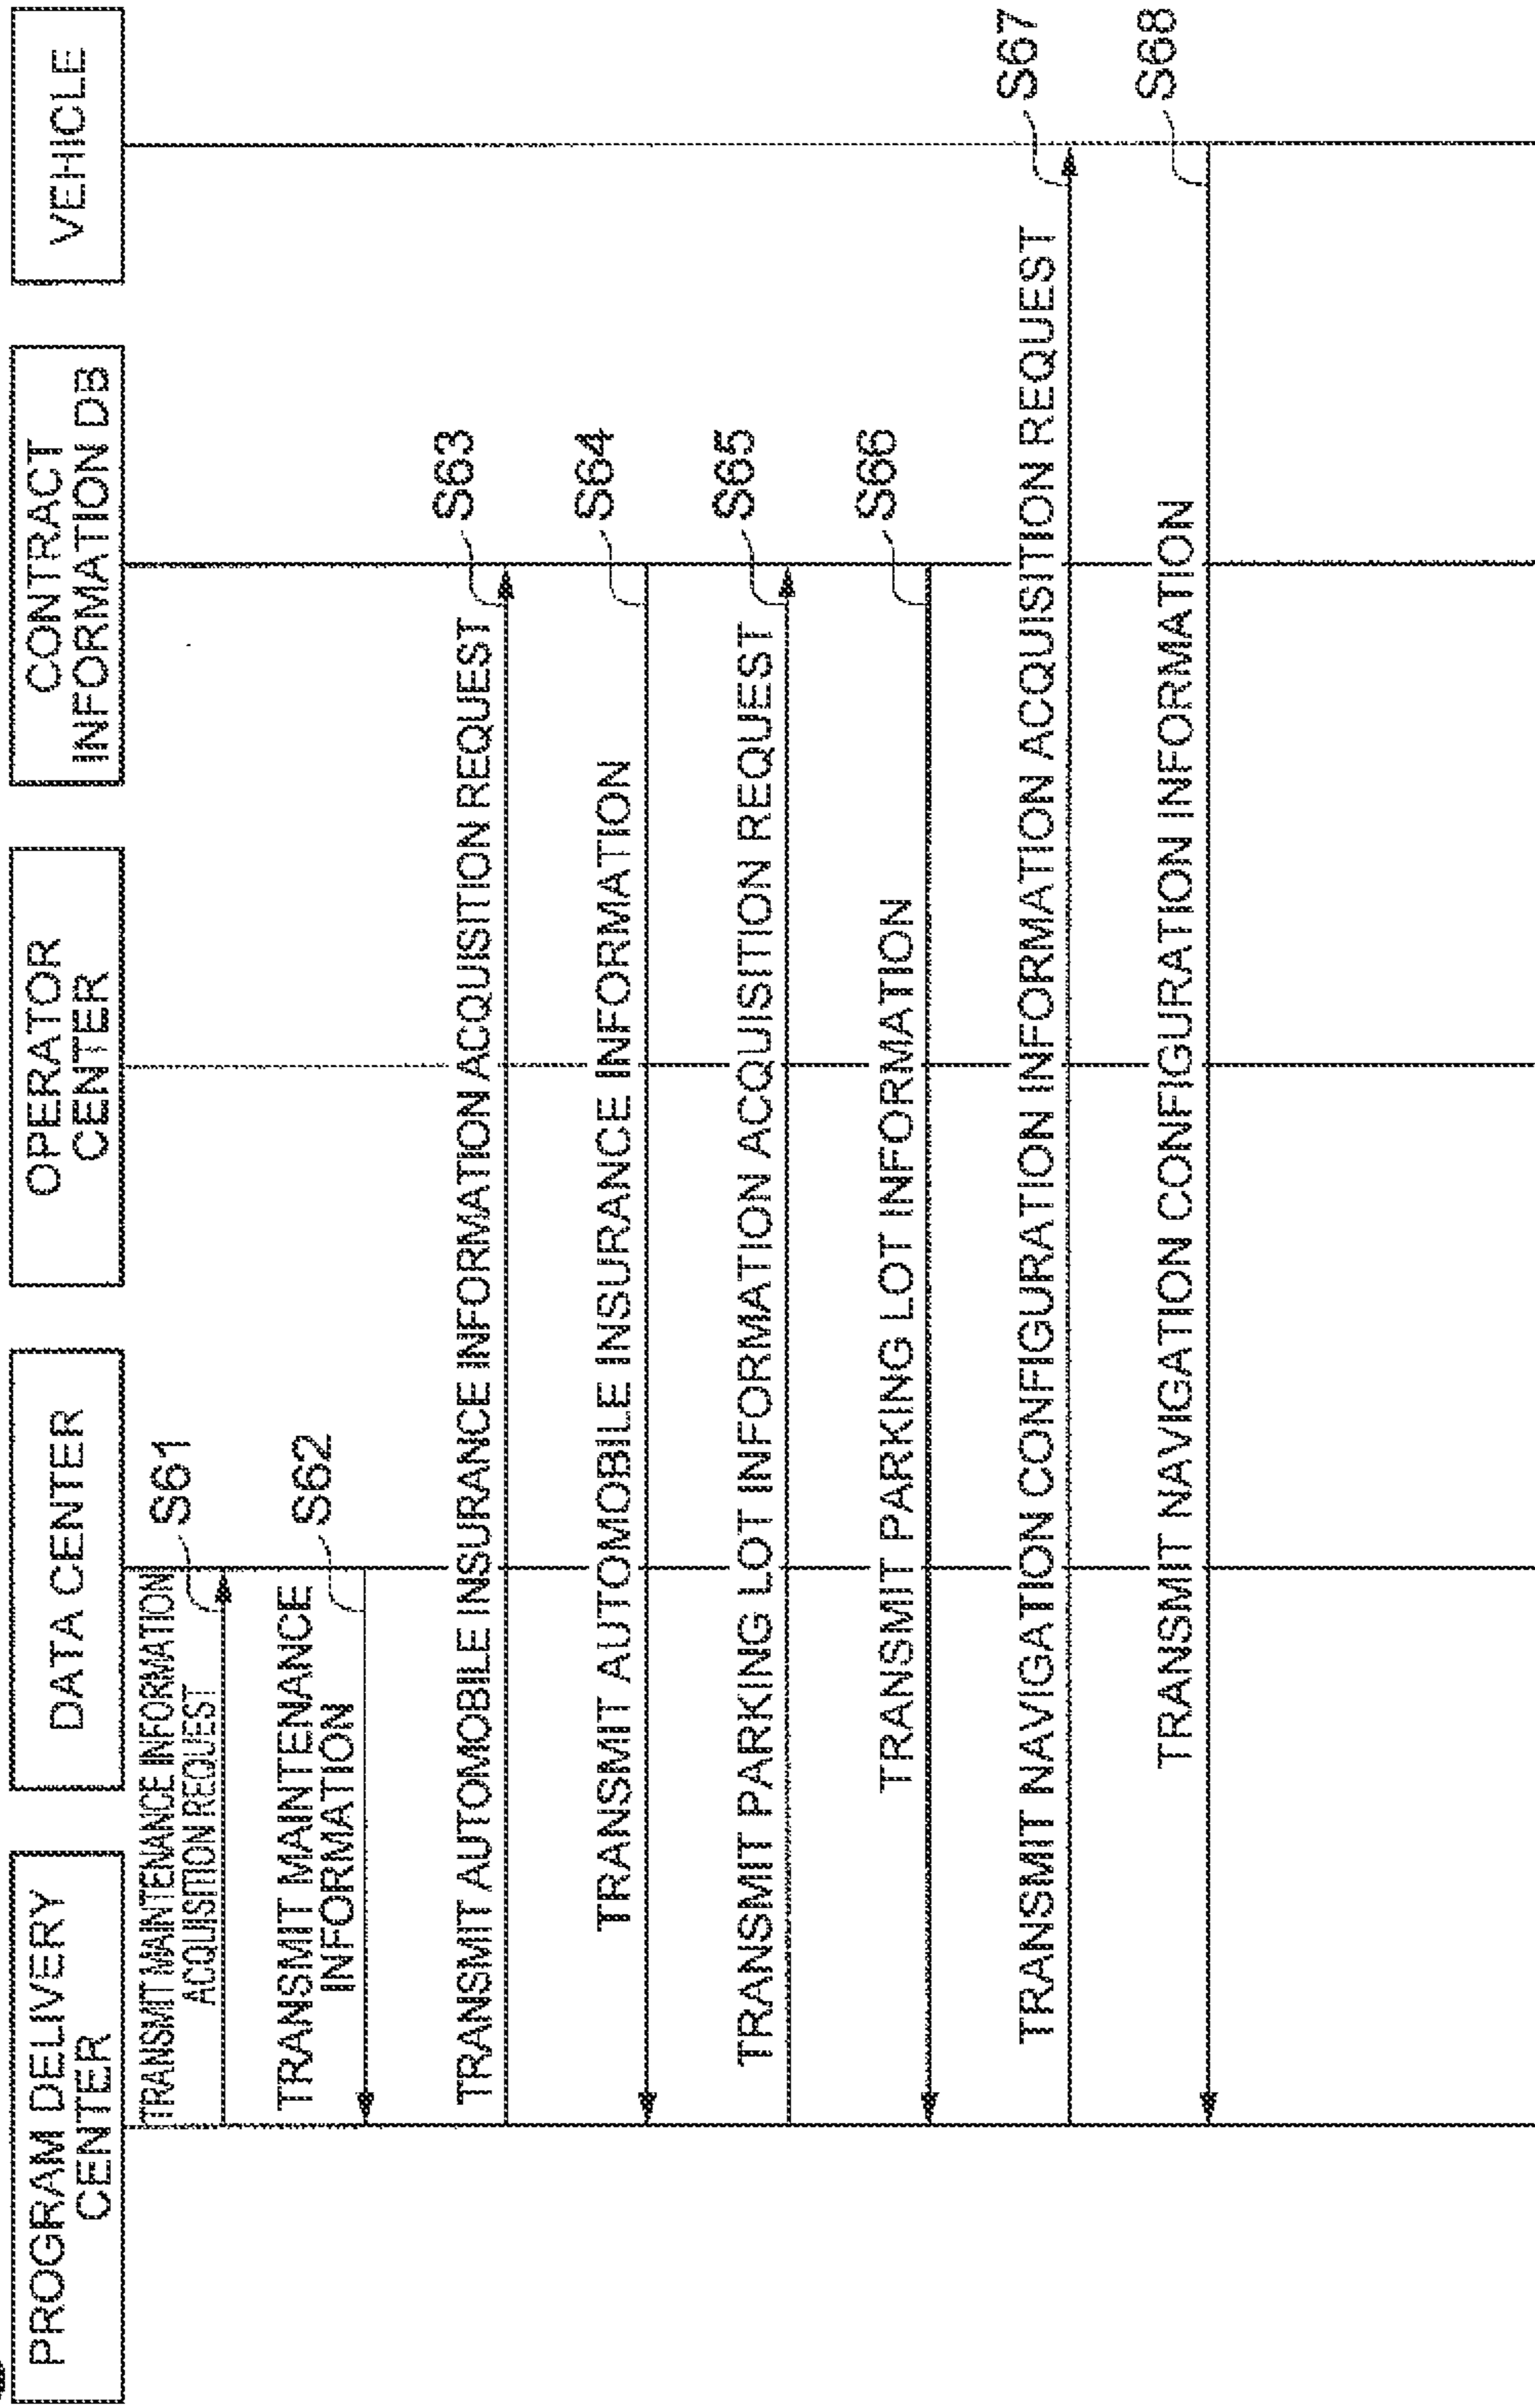 PROGRAM DELIVERY
CENTER
DATA CENTER
OPERATOR
CENTER
CONTRACT
INFORMATION DB
VEHICLE
TRANSMIT MAINTENANCE INFORMATION
ACQUISITION REQUEST
S61
TRANSMIT MAINTENANCE
INFORMATION
S62
TRANSMIT AUTOMOBILE INSURANCE INFORMATION ACQUISITION REQUEST
S63
TRANSMIT AUTOMOBILE INSURANCE INFORMATION
S64
TRANSMIT PARKING LOT INFORMATION ACQUISITION REQUEST
S65
TRANSMIT PARKING LOT INFORMATION
S66
TRANSMIT NAVIGATION CONFIGURATION INFORMATION ACQUISITION REQUEST
S67
TRANSMIT NAVIGATION CONFIGURATION INFORMATION
S68